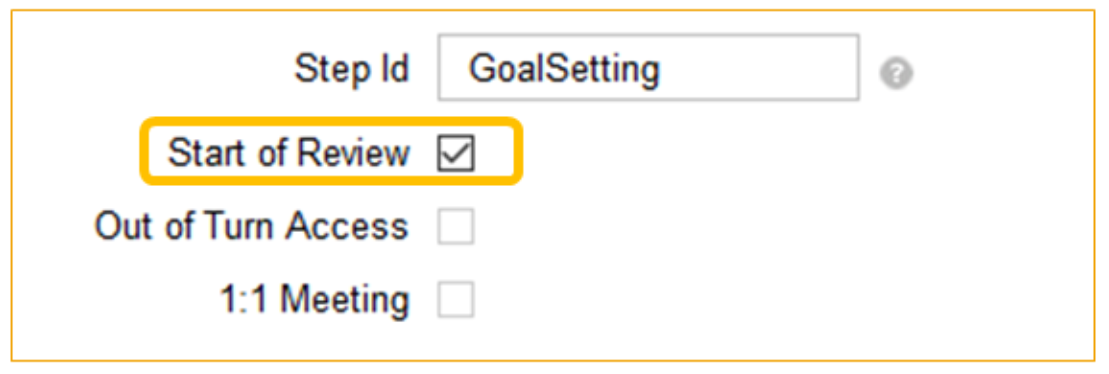 Step Id GoalSetting ?
Start of Review
Out of Turn Access
1:1 Meeting